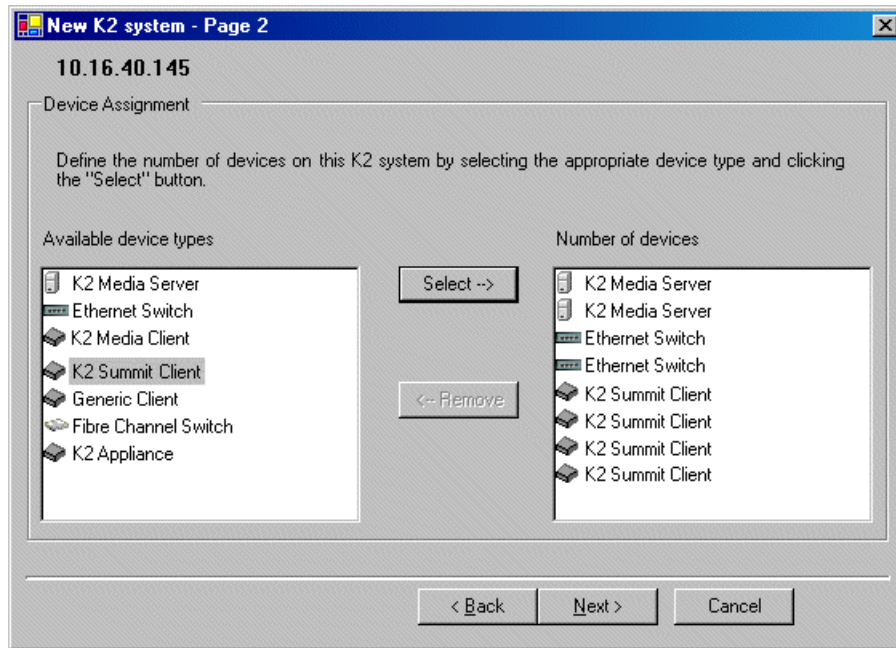 New K2 system - Page 2
10.16.40.145
Device Assignment
Define the number of devices on this K2 system by selecting the appropriate device type and clicking
the "Select" button.
Available device types
K2 Media Server
Ethernet Switch
K2 Media Client
K2 Summit Client
Generic Client
Fibre Channel Switch
K2 Appliance
Select -->
<-- Remove
Number of devices
K2 Media Server
K2 Media Server
Ethernet Switch
Ethernet Switch
K2 Summit Client
K2 Summit Client
K2 Summit Client
K2 Summit Client
< Back
Next >
Cancel